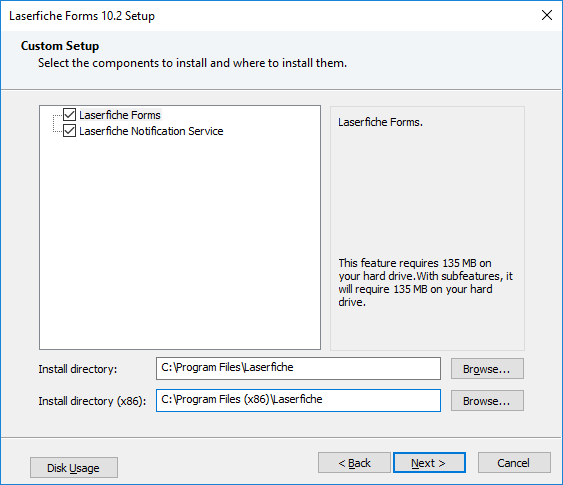 Laserfiche Forms 10.2 Setup
Custom Setup
Select the components to install and where to install them.
Laserfiche Forms
Laserfiche Notification Service
Laserfiche Forms.
This feature requires 135 MB on
your hard drive.With subfeatures, it
will require 135 MB on your hard
drive.
Install directory:
C:\Program Files\Laserfiche
Browse...
Install directory (x86):
C:\Program Files (x86)\Laserfiche
Browse...
Disk Usage
< Back
Next >
Cancel